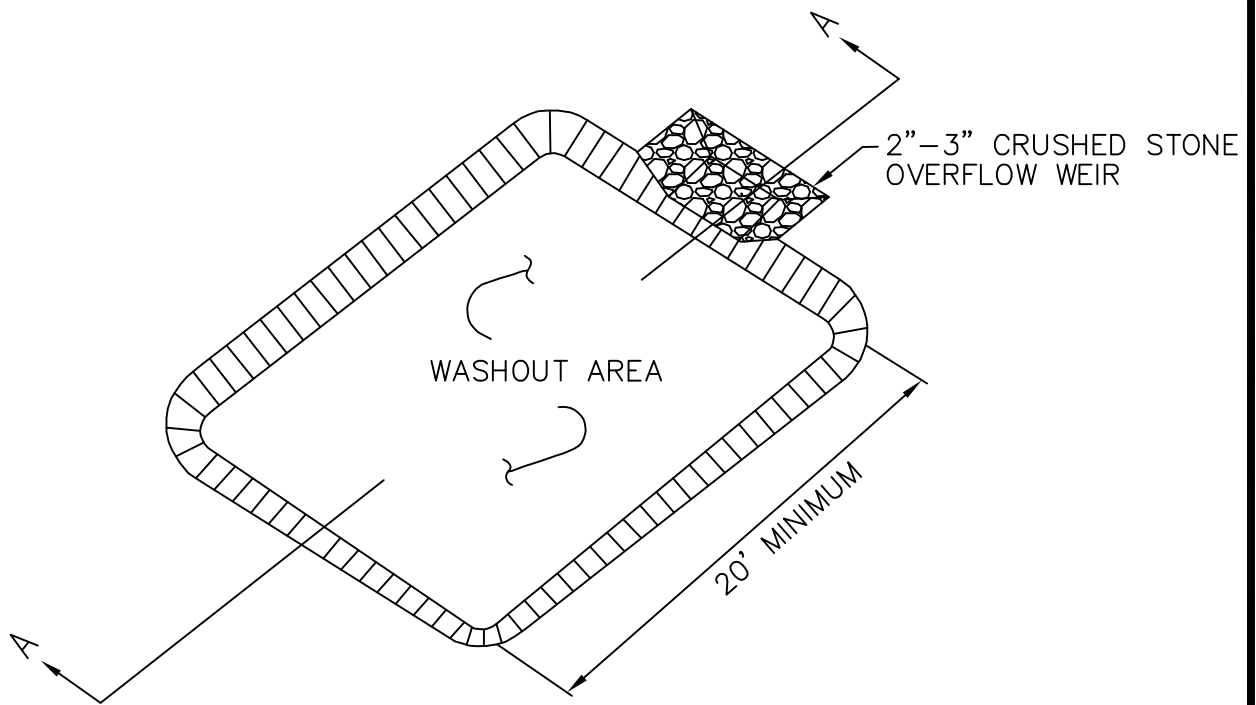 A
2”–3” CRUSHED STONE
OVERFLOW WEIR
WASHOUT AREA
20’ MINIMUM
A